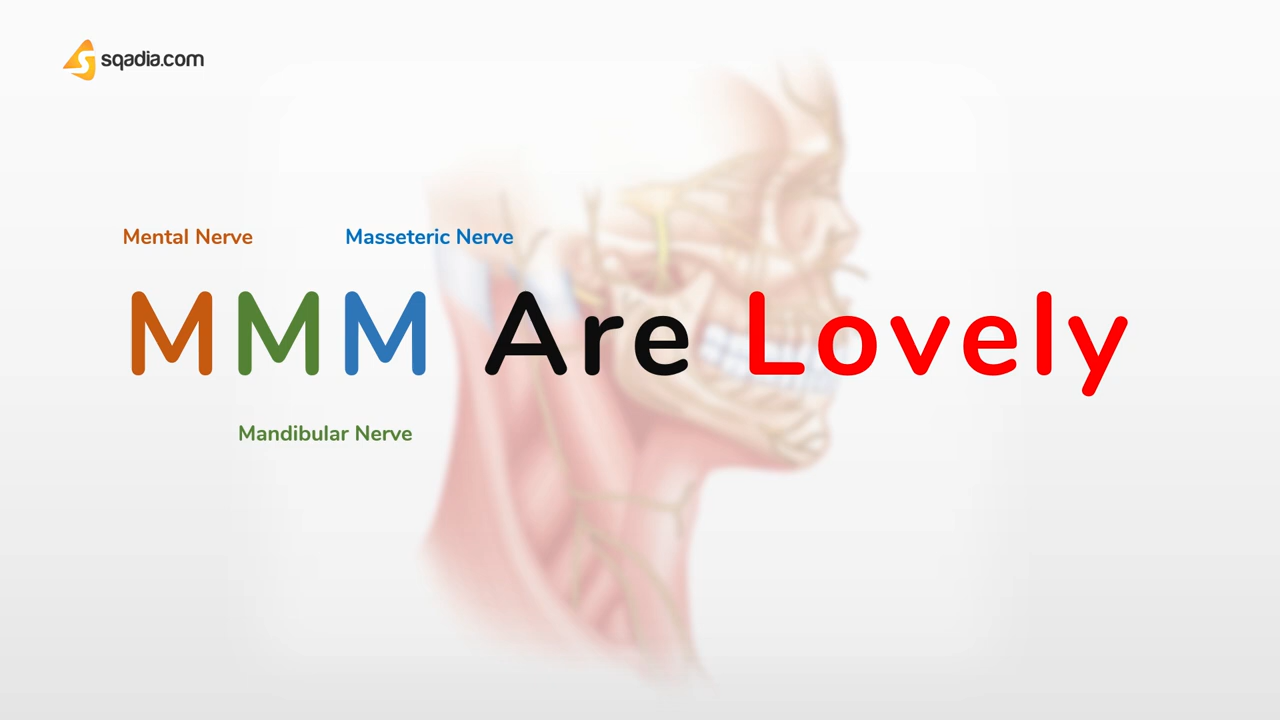 sqadia.com
Mental Nerve
Masseteric Nerve
MMM Are Lovely
Mandibular Nerve